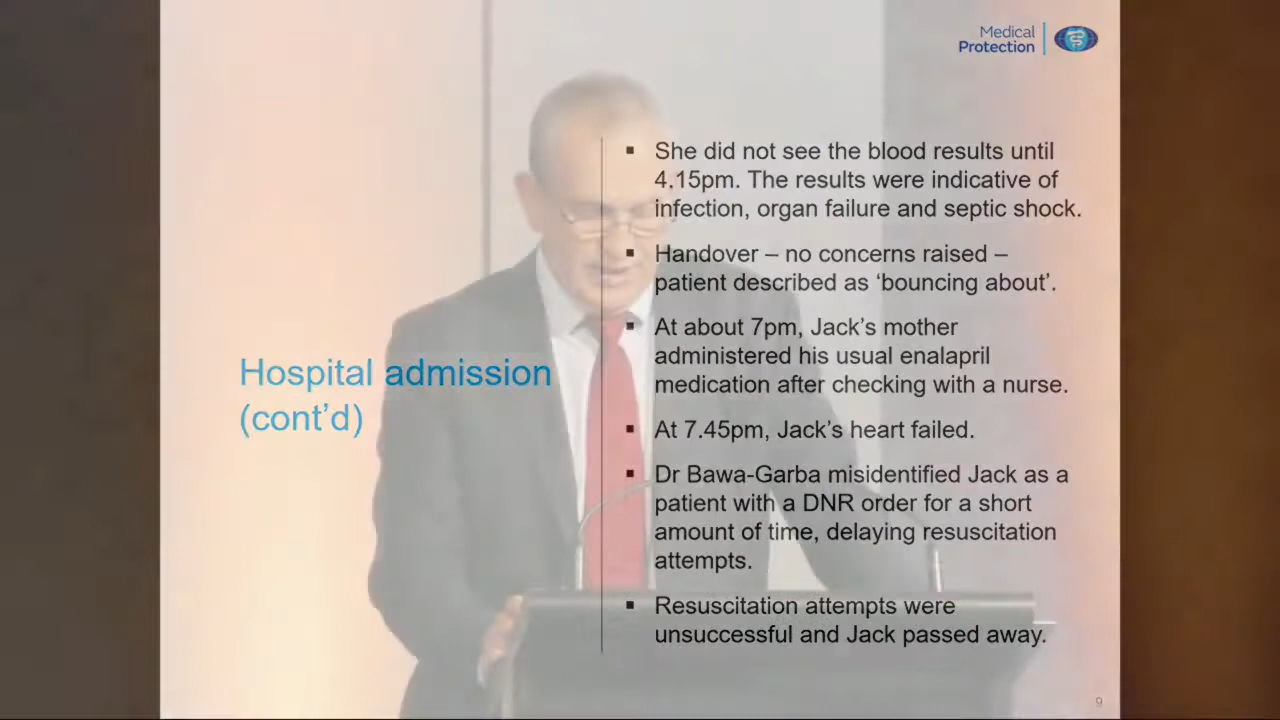 Medical
Protection
Hospital admission
(cont’d)
▪ She did not see the blood results until
4.15pm. The results were indicative of
infection, organ failure and septic shock.
▪ Handover – no concerns raised –
patient described as ‘bouncing about’.
▪ At about 7pm, Jack’s mother
administered his usual enalapril
medication after checking with a nurse.
▪ At 7.45pm, Jack’s heart failed.
▪ Dr Bawa-Garba misidentified Jack as a
patient with a DNR order for a short
amount of time, delaying resuscitation
attempts.
▪ Resuscitation attempts were
unsuccessful and Jack passed away.
9